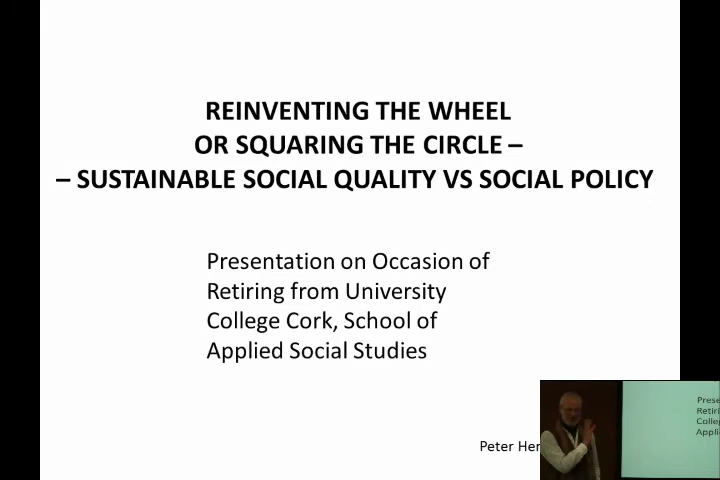 REINVENTING THE WHEEL
OR SQUARING THE CIRCLE –
– SUSTAINABLE SOCIAL QUALITY VS SOCIAL POLICY
Presentation on Occasion of
Retiring from University
College Cork, School of
Applied Social Studies
Peter